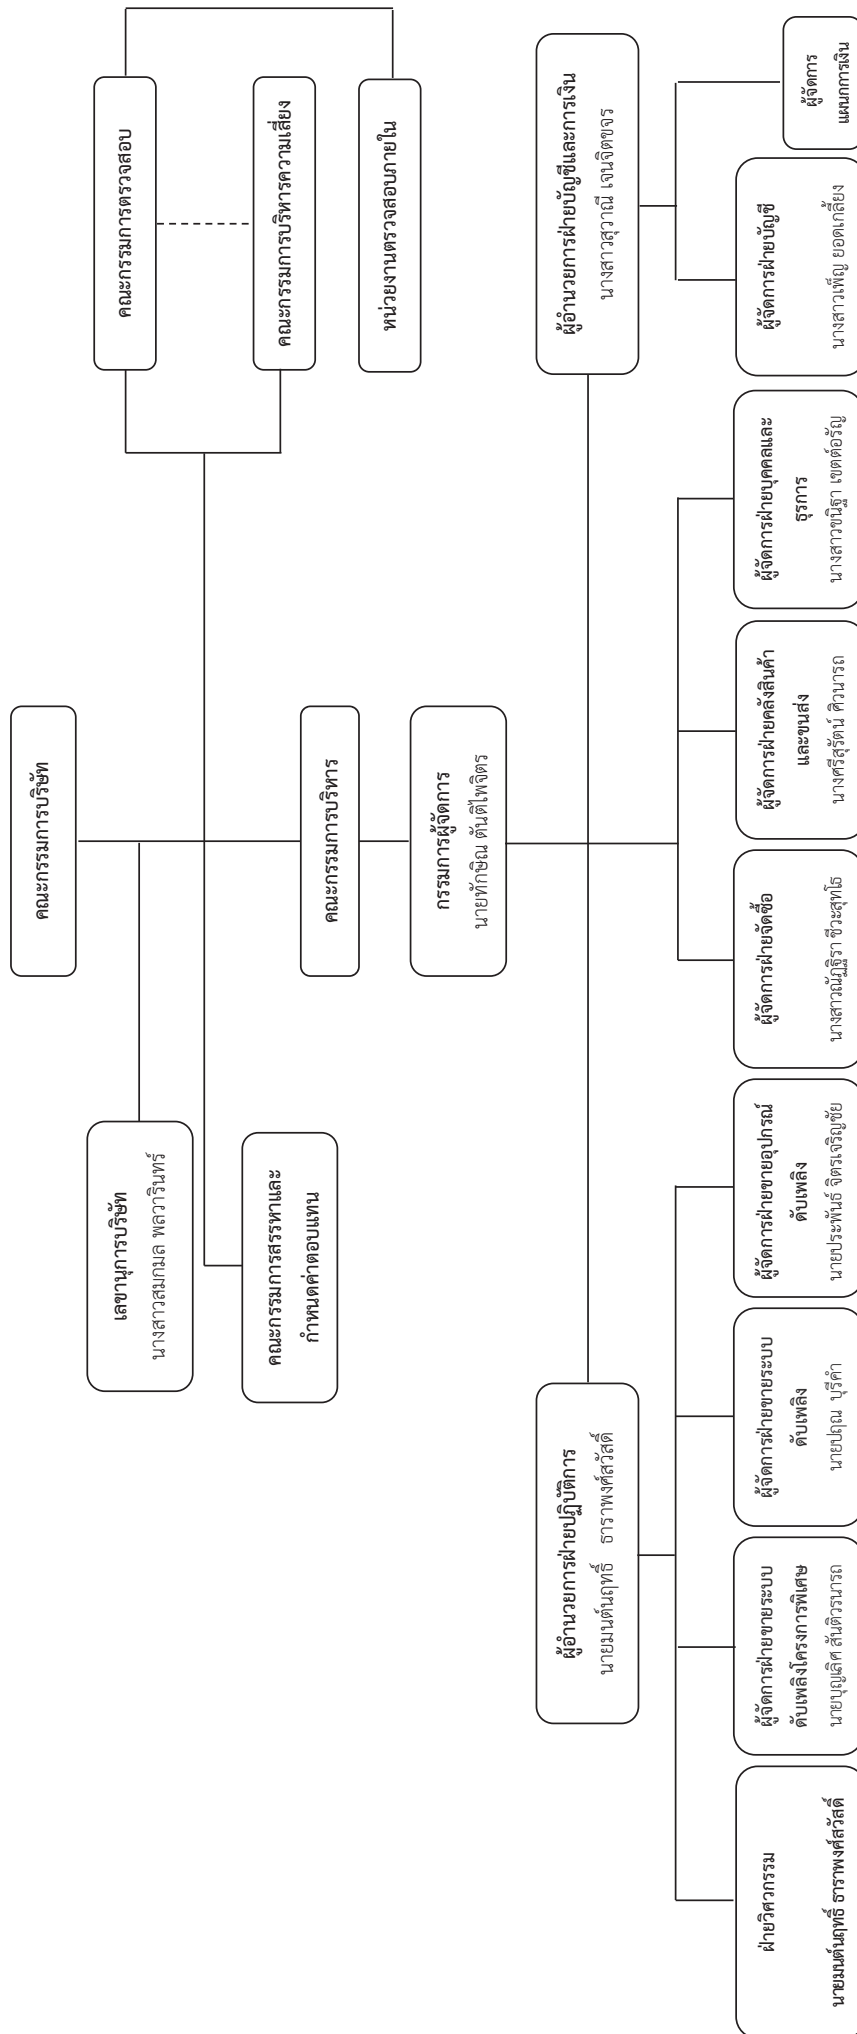 คณะกรรมการบริษัท
เลขานุการบริษัท
นางสาวสมกมล พลวารินทร์
คณะกรรมการตรวจสอบ
คณะกรรมการสรรหาและ
กำหนดค่าตอบแทน
คณะกรรมการบริหารความเสี่ยง
คณะกรรมการบริหาร
หน่วยงานตรวจสอบภายใน
กรรมการผู้จัดการ
นายทักษิณ ตันติไพจิตร
ผู้อำนวยการฝ่ายปฏิบัติการ
นายมนต์นฤทธิ์ ธาราพงศ์สวัสดิ์
ผู้อำนวยการฝ่ายบัญชีและการเงิน
นางสาวสุวาณี เจนจิตขจร
ฝ่ายวิศวกรรม
นายมนต์นฤทธิ์ ธาราพงศ์สวัสดิ์
ผู้จัดการฝ่ายขายระบบ
ดับเพลิงโครงการพิเศษ
นายบุญเลิศ สันติวรนารถ
ผู้จัดการฝ่ายขายระบบ
ดับเพลิง
นายปฤณ บุรีคำ
ผู้จัดการฝ่ายขายอุปกรณ์
ดับเพลิง
นายประพันธ์ จิตรเจริญชัย
ผู้จัดการฝ่ายจัดซื้อ
นางสาวณัฏฐิรา ชีวะสุทโธ
ผู้จัดการฝ่ายคลังสินค้า
และขนส่ง
นางศรีสุรัตน์ ศิวนารถ
ผู้จัดการฝ่ายบุคคลและ
ธุรการ
นางสาวขนิฐา เขตต์อรัญ
ผู้จัดการฝ่ายบัญชี
นางสาวเพ็ญ ยอดเกลี้ยง
ผู้จัดการ
แผนกการเงิน